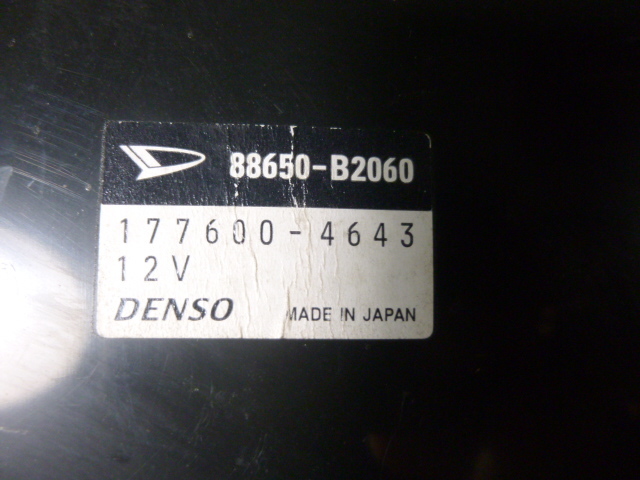 88650-B2060
177600-4643
12V
DENSO MADE IN JAPAN